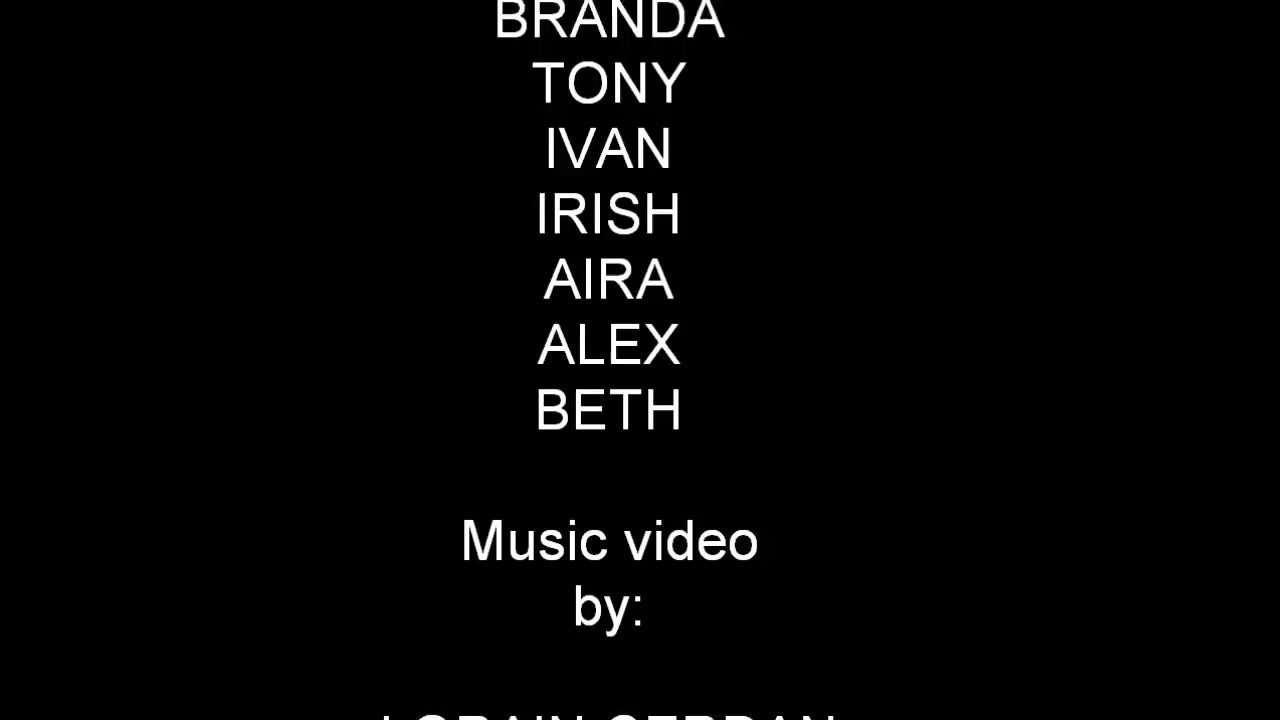 BRANDA
TONY
IVAN
IRISH
AIRA
ALEX
BETH
Music video
by: